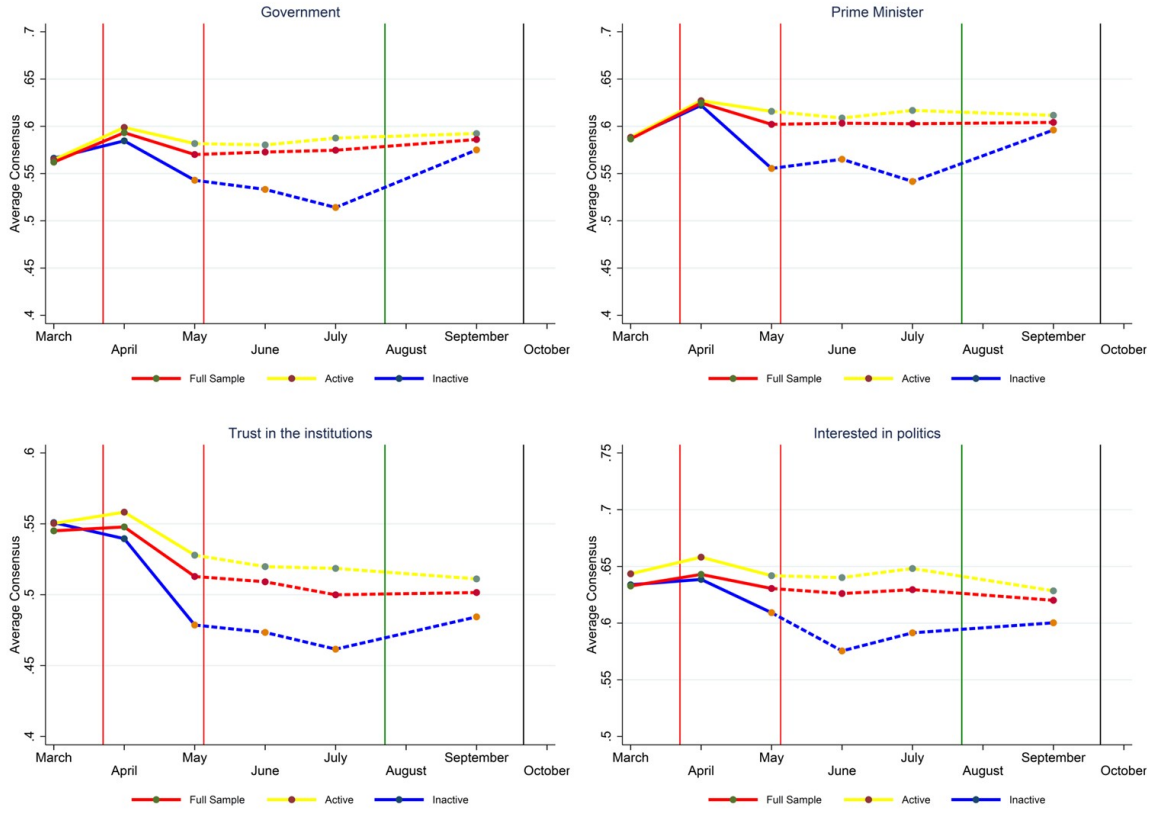 Government
Average Consensus
.4 .45 .5 .55 .6 .65 .7
March April May June July August September October
Full Sample Active Inactive
Prime Minister
Average Consensus
.4 .45 .5 .55 .6 .65 .7
March April May June July August September October
Full Sample Active Inactive
Trust in the institutions
Average Consensus
.4 .45 .5 .55 .6
March April May June July August September October
Full Sample Active Inactive
Interested in politics
Average Consensus
.5 .55 .6 .65 .7 .75
March April May June July August September October
Full Sample Active Inactive